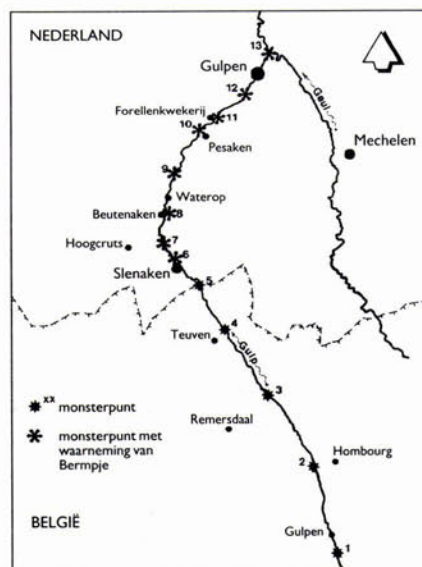 NEDERLAND
13
Gulpen
Geul
12
Forellenkwekerij
11
10
Pesaken
Mechelen
9
Waterop
Beutenaken
8
Hoogcruts
7
6
Slenaken
5
4
Teuven
Gulp
3
xx monsterpunt
Remersdaal
monsterpunt met
waarneming van
Bermpje
2
Hombourg
BELGIË
Gulpen
1